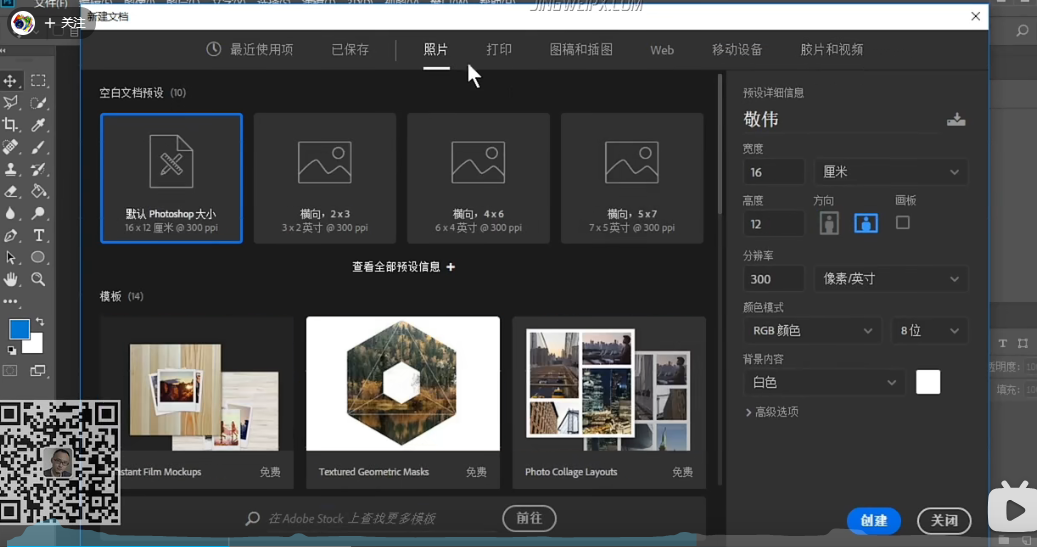 JINGWEIPX.COM
+ 关注
新建文档
最近使用项 已保存 照片 打印 图稿和插图 Web 移动设备 胶片和视频
空白文档预设 (10)
默认 Photoshop 大小
16 x 12 厘米 @ 300 ppi
横向，2 x 3
3 x 2 英寸 @ 300 ppi
横向，4 x 6
6 x 4 英寸 @ 300 ppi
横向，5 x 7
7 x 5 英寸 @ 300 ppi
查看全部预设信息 +
模板 (14)
stant Film Mockups 免费
Textured Geometric Masks 免费
Photo Collage Layouts 免费
在 Adobe Stock 上查找更多模板
前往
预设详细信息
敬伟
宽度
16 厘米
高度 方向 画板
12
分辨率
300 像素/英寸
颜色模式
RGB 颜色 8 位
背景内容
白色
高级选项
创建 关闭
填充: